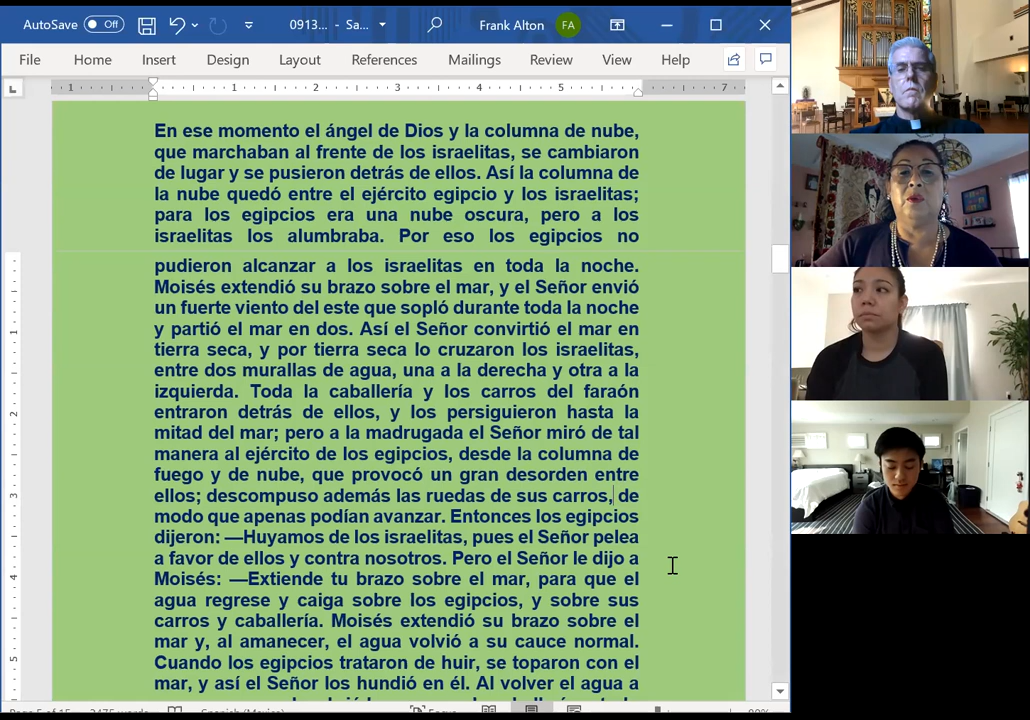 AutoSave Off 0913... - Sa... Frank Alton FA
File Home Insert Design Layout References Mailings Review View Help
1 1 2 3 4 5 7
En ese momento el ángel de Dios y la columna de nube,
que marchaban al frente de los israelitas, se cambiaron
de lugar y se pusieron detrás de ellos. Así la columna de
la nube quedó entre el ejército egipcio y los israelitas;
para los egipcios era una nube oscura, pero a los
israelitas los alumbraba. Por eso los egipcios no
pudieron alcanzar a los israelitas en toda la noche.
Moisés extendió su brazo sobre el mar, y el Señor envió
un fuerte viento del este que sopló durante toda la noche
y partió el mar en dos. Así el Señor convirtió el mar en
tierra seca, y por tierra seca lo cruzaron los israelitas,
entre dos murallas de agua, una a la derecha y otra a la
izquierda. Toda la caballería y los carros del faraón
entraron detrás de ellos, y los persiguieron hasta la
mitad del mar; pero a la madrugada el Señor miró de tal
manera al ejército de los egipcios, desde la columna de
fuego y de nube, que provocó un gran desorden entre
ellos; descompuso además las ruedas de sus carros, de
modo que apenas podían avanzar. Entonces los egipcios
dijeron: —Huyamos de los israelitas, pues el Señor pelea
a favor de ellos y contra nosotros. Pero el Señor le dijo a
Moisés: —Extiende tu brazo sobre el mar, para que el
agua regrese y caiga sobre los egipcios, y sobre sus
carros y caballería. Moisés extendió su brazo sobre el
mar y, al amanecer, el agua volvió a su cauce normal.
Cuando los egipcios trataron de huir, se toparon con el
mar, y así el Señor los hundió en él. Al volver el agua a
1
2
3
4
5